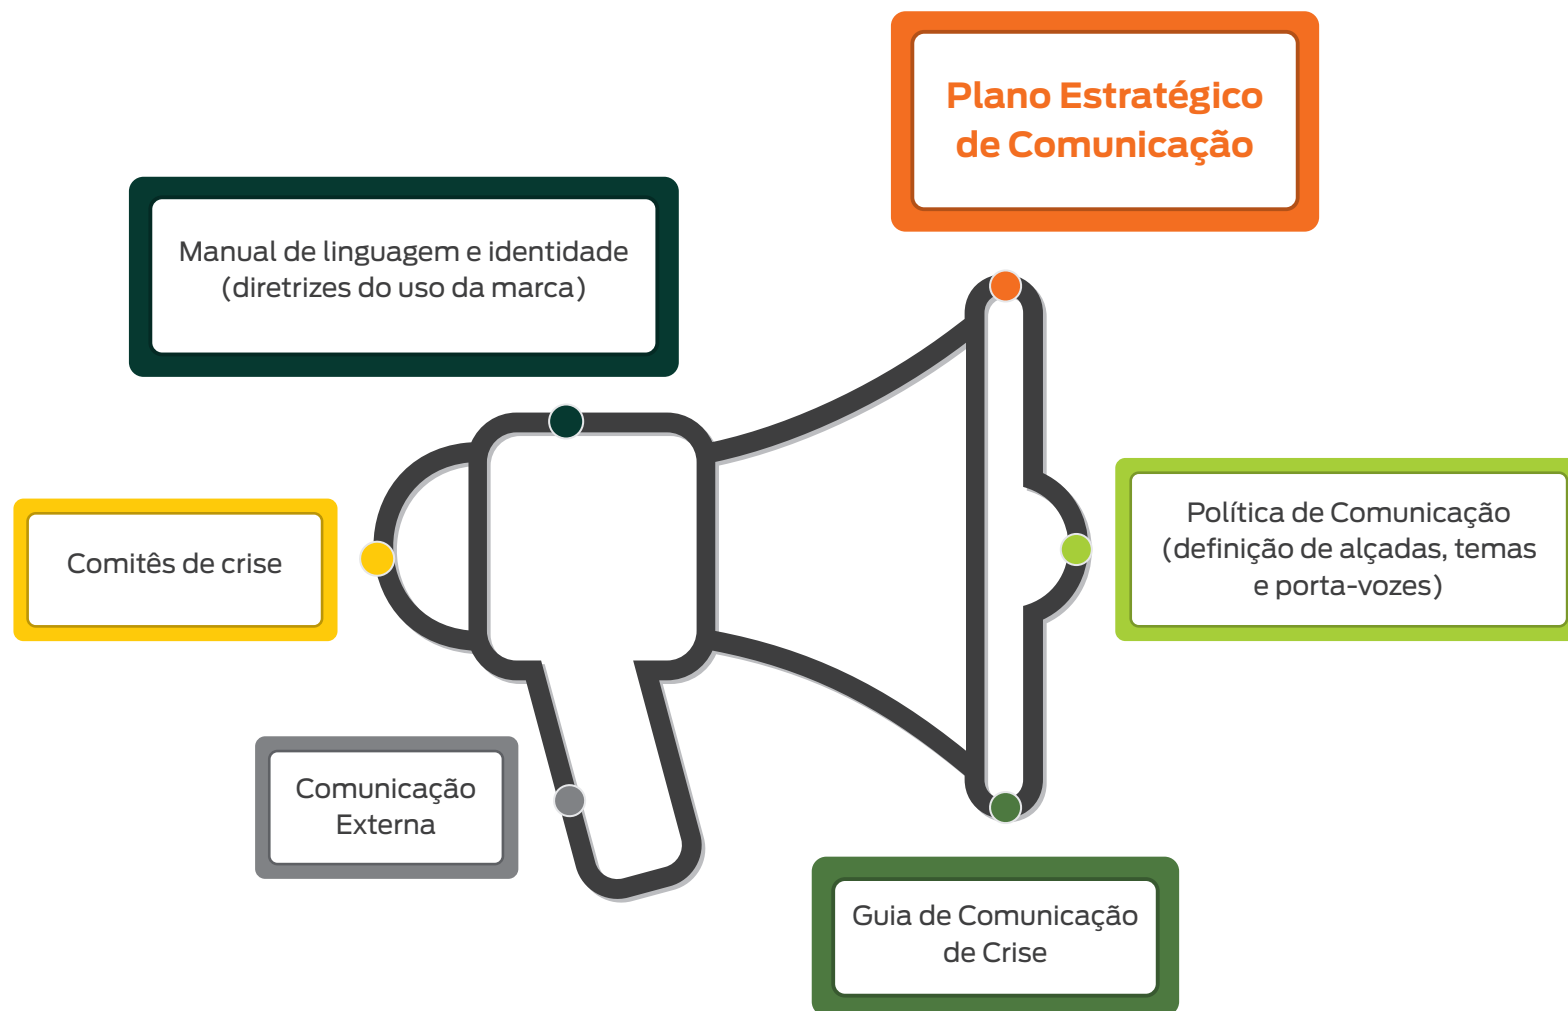 Plano Estratégico
de Comunicação
Manual de linguagem e identidade
(diretrizes do uso da marca)
Comitês de crise
Política de Comunicação
(definição de alçadas, temas
e porta-vozes)
Comunicação
Externa
Guia de Comunicação
de Crise